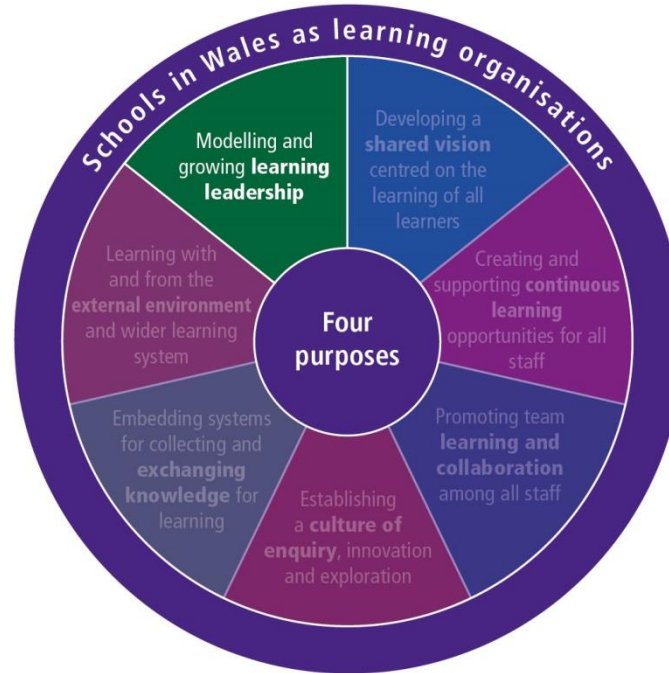 Schools in Wales as learning organisations
Developing a
shared vision
centred on the
learning of all
learners
Creating and
supporting continuous
learning
opportunities for all
staff
Promoting team
learning and
collaboration
among all staff
Establishing
a culture of
enquiry, innovation
and exploration
Embedding systems
for collecting and
exchanging
knowledge for
learning
Learning with
and from the
external environment
and wider learning
system
Modelling and
growing learning
leadership
Four
purposes